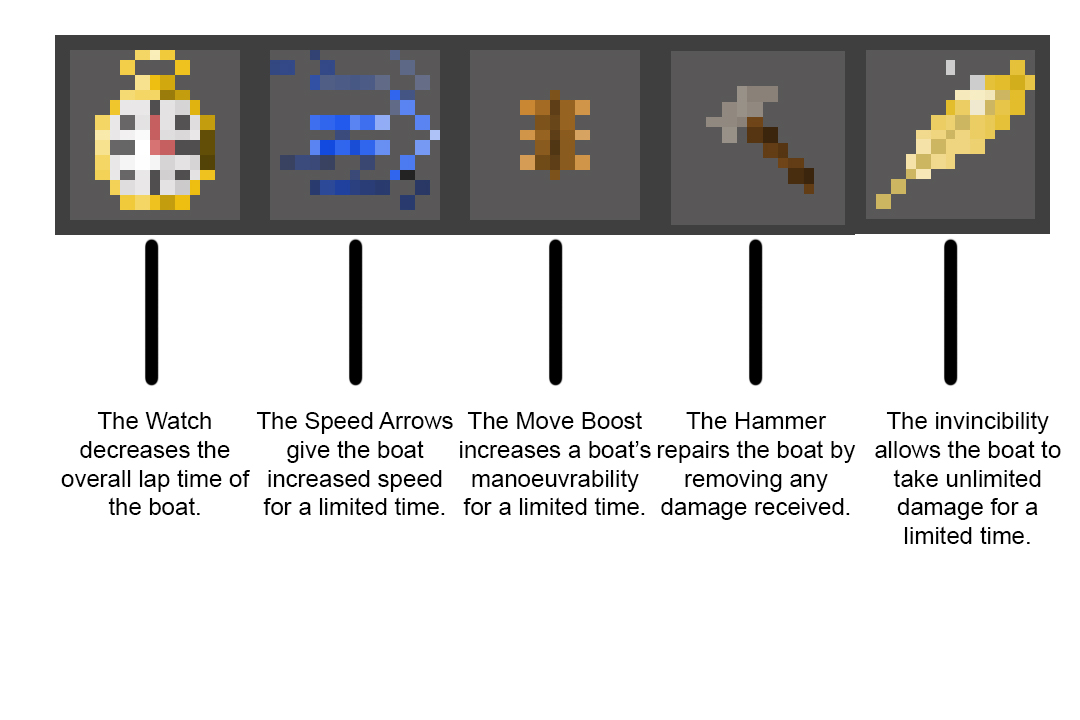 The Watch
decreases the
overall lap time of
the boat.
The Speed Arrows
give the boat
increased speed
for a limited time.
The Move Boost
increases a boat’s
manoeuvrability
for a limited time.
The Hammer
repairs the boat by
removing any
damage received.
The invincibility
allows the boat to
take unlimited
damage for a
limited time.